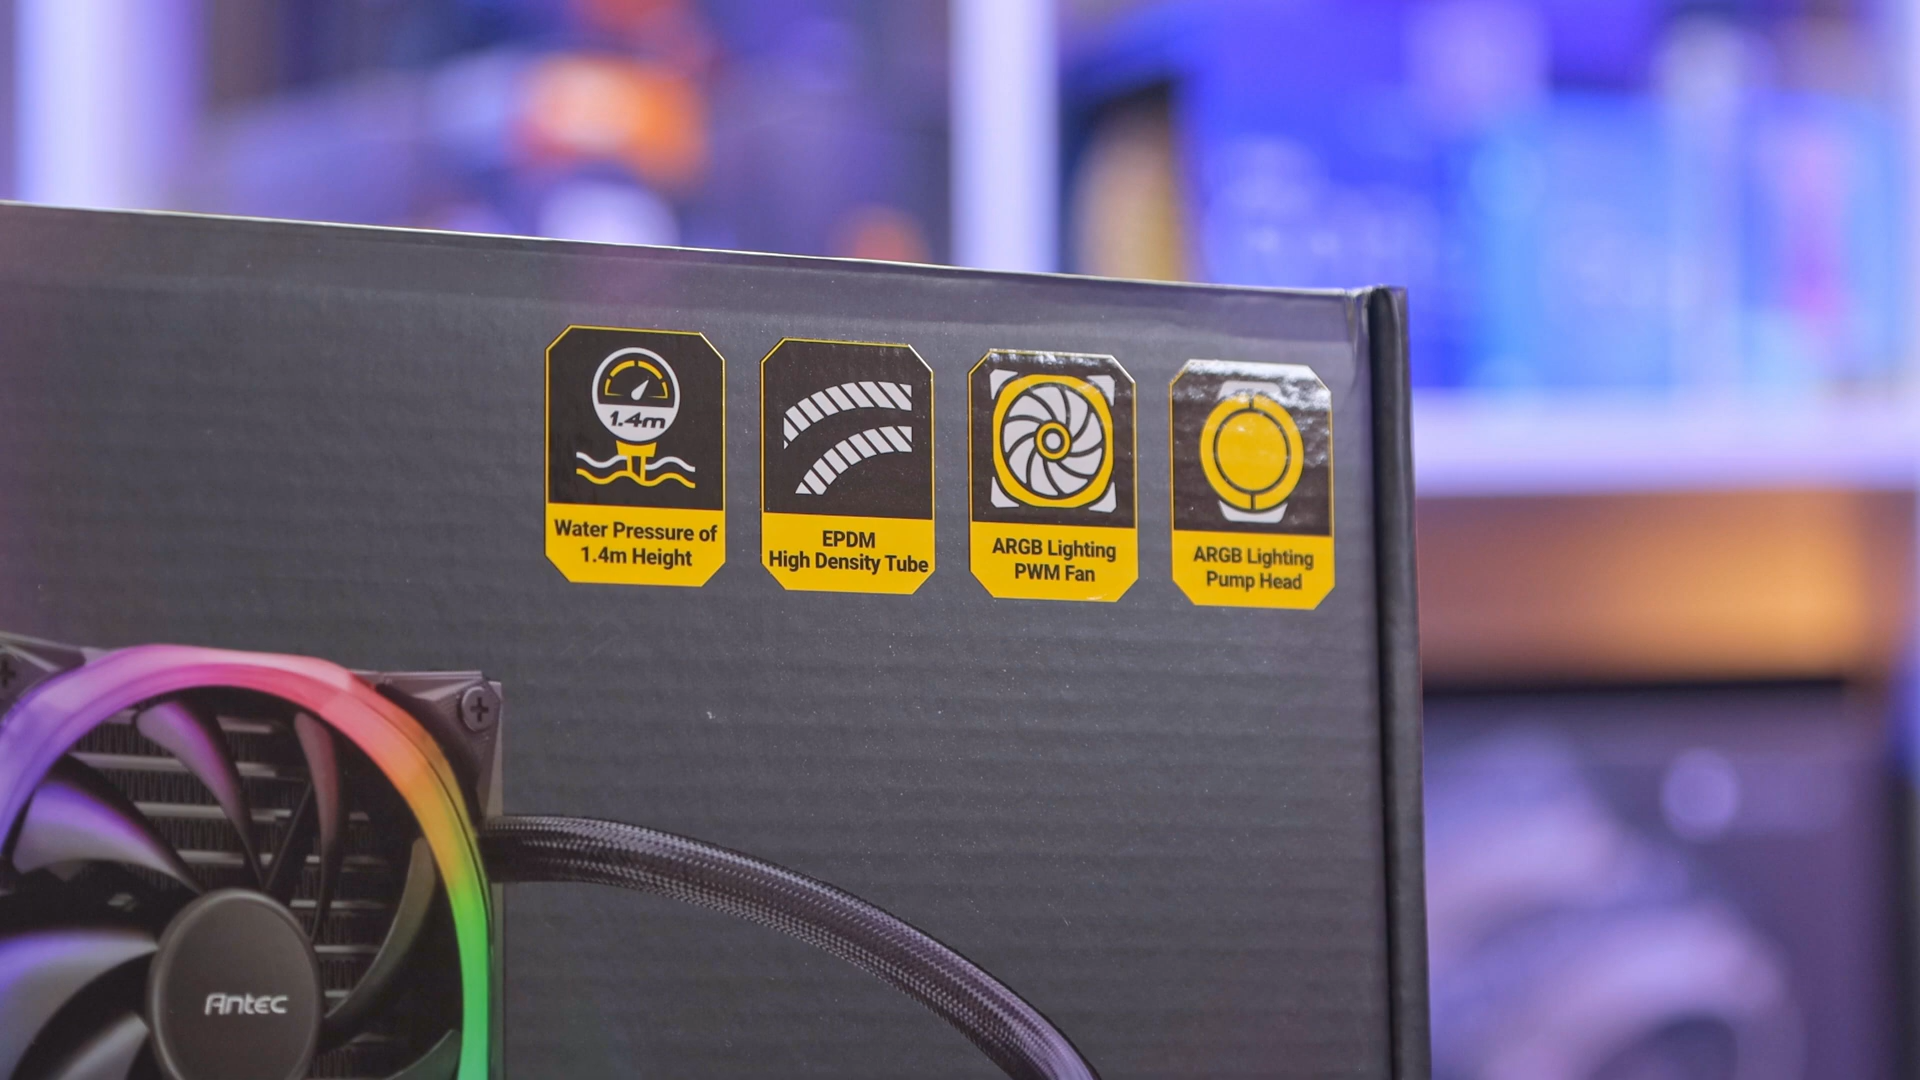 1.4m
Water Pressure of
1.4m Height
EPDM
High Density Tube
ARGB Lighting
PWM Fan
ARGB Lighting
Pump Head
Antec